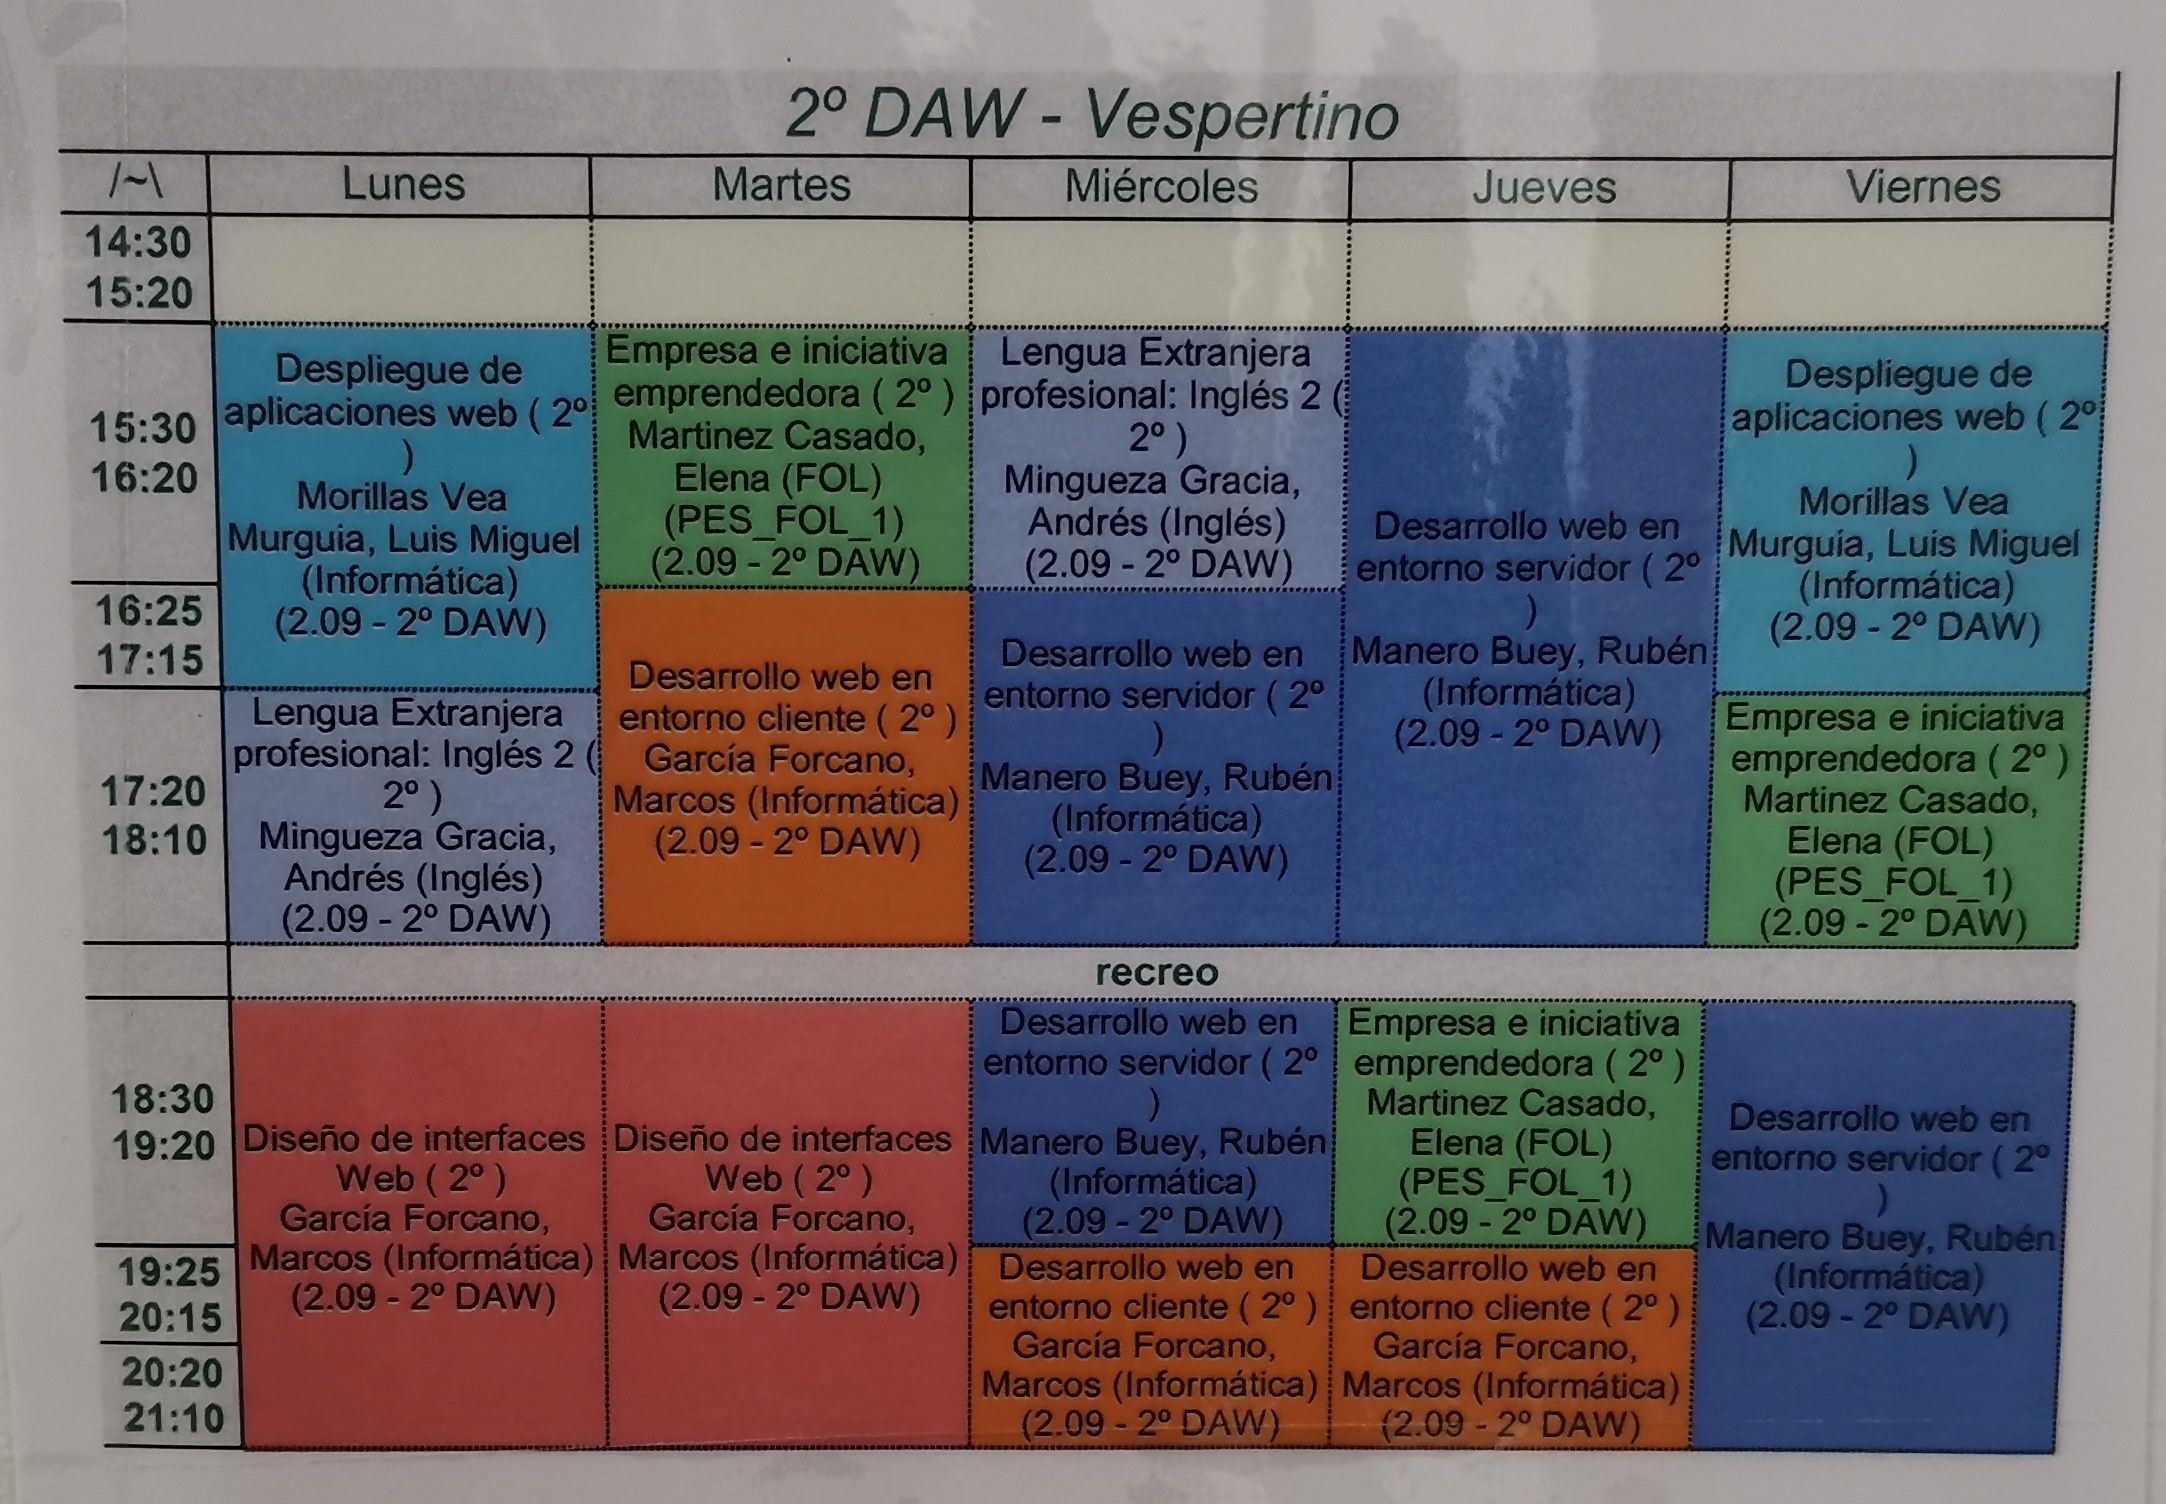 2º DAW - Vespertino
/~\ Lunes Martes Miércoles Jueves Viernes
14:30
15:20
15:30
16:20
16:25
17:15
17:20
18:10
Despliegue de
aplicaciones web ( 2º
)
Morillas Vea
Murguia, Luis Miguel
(Informática)
(2.09 - 2º DAW)
Lengua Extranjera
profesional: Inglés 2 (
2º )
Mingueza Gracia,
Andrés (Inglés)
(2.09 - 2º DAW)
Empresa e iniciativa
emprendedora ( 2º )
Martinez Casado,
Elena (FOL)
(PES_FOL_1)
(2.09 - 2º DAW)
Desarrollo web en
entorno cliente ( 2º )
García Forcano,
Marcos (Informática)
(2.09 - 2º DAW)
Lengua Extranjera
profesional: Inglés 2 (
2º )
Mingueza Gracia,
Andrés (Inglés)
(2.09 - 2º DAW)
Desarrollo web en
entorno servidor ( 2º
)
Manero Buey, Rubén
(Informática)
(2.09 - 2º DAW)
Desarrollo web en
entorno servidor ( 2º
)
Manero Buey, Rubén
(Informática)
(2.09 - 2º DAW)
Despliegue de
aplicaciones web ( 2º
)
Morillas Vea
Murguia, Luis Miguel
(Informática)
(2.09 - 2º DAW)
Empresa e iniciativa
emprendedora ( 2º )
Martinez Casado,
Elena (FOL)
(PES_FOL_1)
(2.09 - 2º DAW)
recreo
18:30
19:20
19:25
20:15
20:20
21:10
Diseño de interfaces
Web ( 2º )
García Forcano,
Marcos (Informática)
(2.09 - 2º DAW)
Diseño de interfaces
Web ( 2º )
García Forcano,
Marcos (Informática)
(2.09 - 2º DAW)
Desarrollo web en
entorno servidor ( 2º
)
Manero Buey, Rubén
(Informática)
(2.09 - 2º DAW)
Desarrollo web en
entorno cliente ( 2º )
García Forcano,
Marcos (Informática)
(2.09 - 2º DAW)
Empresa e iniciativa
emprendedora ( 2º )
Martinez Casado,
Elena (FOL)
(PES_FOL_1)
(2.09 - 2º DAW)
Desarrollo web en
entorno cliente ( 2º )
García Forcano,
Marcos (Informática)
(2.09 - 2º DAW)
Desarrollo web en
entorno servidor ( 2º
)
Manero Buey, Rubén
(Informática)
(2.09 - 2º DAW)